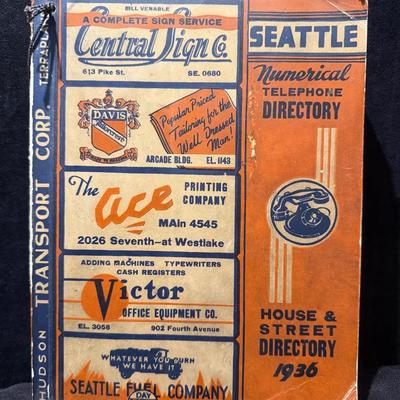 HUDSON TRANSPORT CORP. TERRAPLANE
BILL VENABLE
A COMPLETE SIGN SERVICE
Central Sign Co.
613 Pike St. SE. 0680
DAVIS
Popular Priced
Tailoring for the
Well Dressed
Man!
ARCADE BLDG. EL. 1143
The Ace PRINTING
COMPANY
MAin 4545
2026 Seventh-at Westlake
ADDING MACHINES TYPEWRITERS
CASH REGISTERS
Victor
OFFICE EQUIPMENT CO.
EL. 3058 902 Fourth Avenue
WHATEVER YOU BURN
WE HAVE IT
SEATTLE FUEL COMPANY
DAY
SEATTLE
Numerical
TELEPHONE
DIRECTORY
HOUSE &
STREET
DIRECTORY
1936